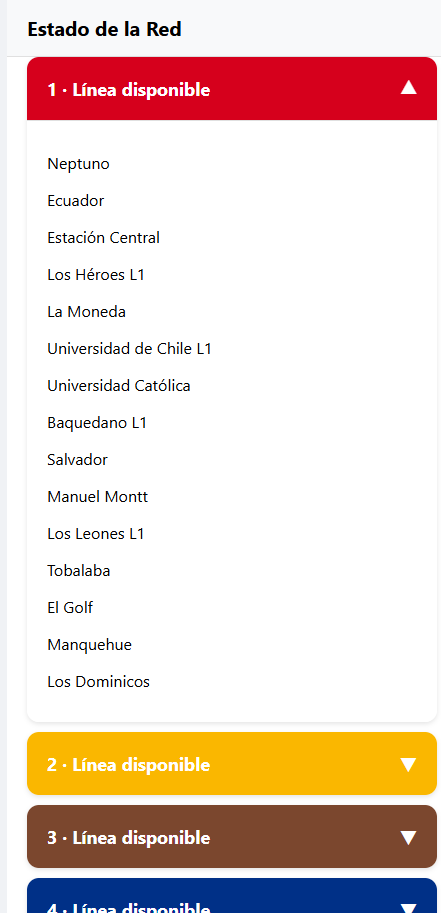 Estado de la Red
1 · Línea disponible ▲
Neptuno
Ecuador
Estación Central
Los Héroes L1
La Moneda
Universidad de Chile L1
Universidad Católica
Baquedano L1
Salvador
Manuel Montt
Los Leones L1
Tobalaba
El Golf
Manquehue
Los Dominicos
2 · Línea disponible ▼
3 · Línea disponible ▼
4 · Línea disponible ▼